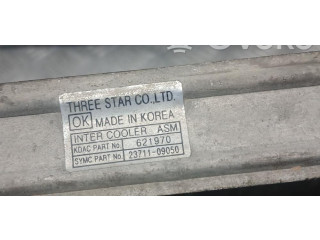 THREE STAR CO.,LTD.
OK MADE IN KOREA
INTER COOLER ASM
KDAC PART No. 621970
SYMC PART No. 23711-09050